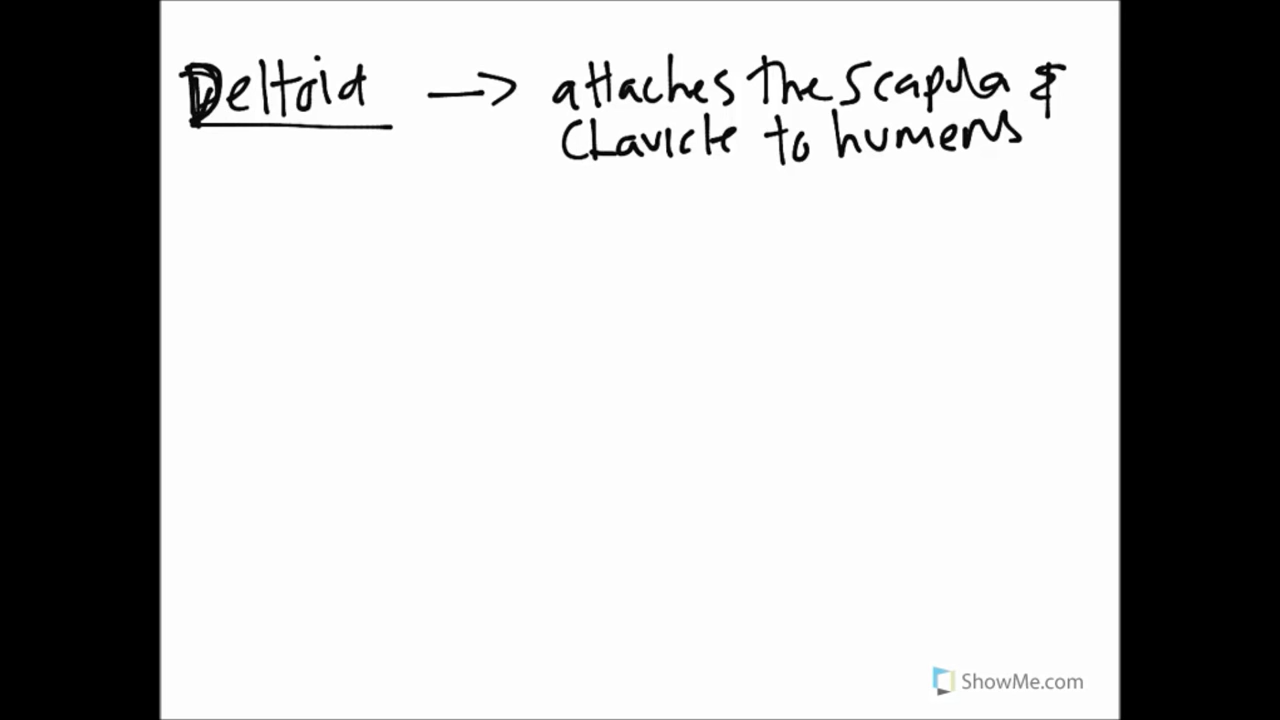 Deltoid → attaches the scapula &
Clavicle to humerus
ShowMe.com